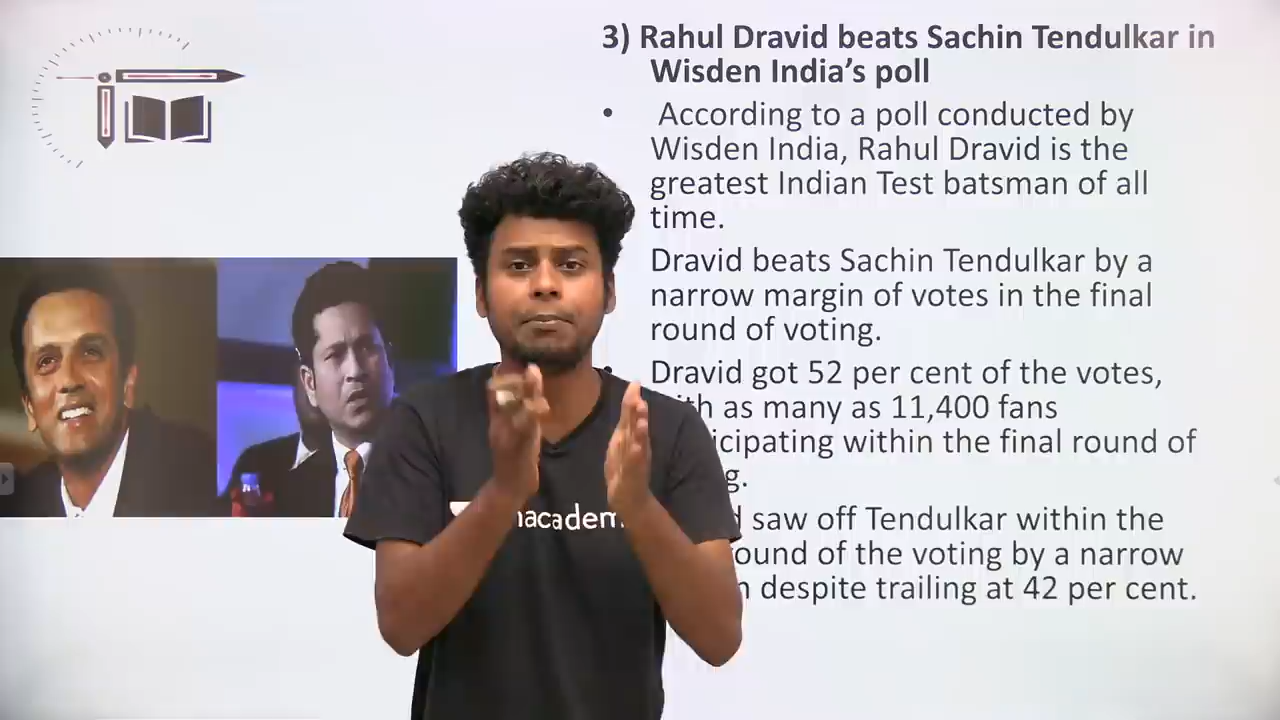 3) Rahul Dravid beats Sachin Tendulkar in
Wisden India's poll
• According to a poll conducted by
Wisden India, Rahul Dravid is the
greatest Indian Test batsman of all
time.
Dravid beats Sachin Tendulkar by a
narrow margin of votes in the final
round of voting.
Dravid got 52 per cent of the votes,
as many as 11,400 fans
within the final round of
saw off Tendulkar within the
of the voting by a narrow
despite trailing at 42 per cent.